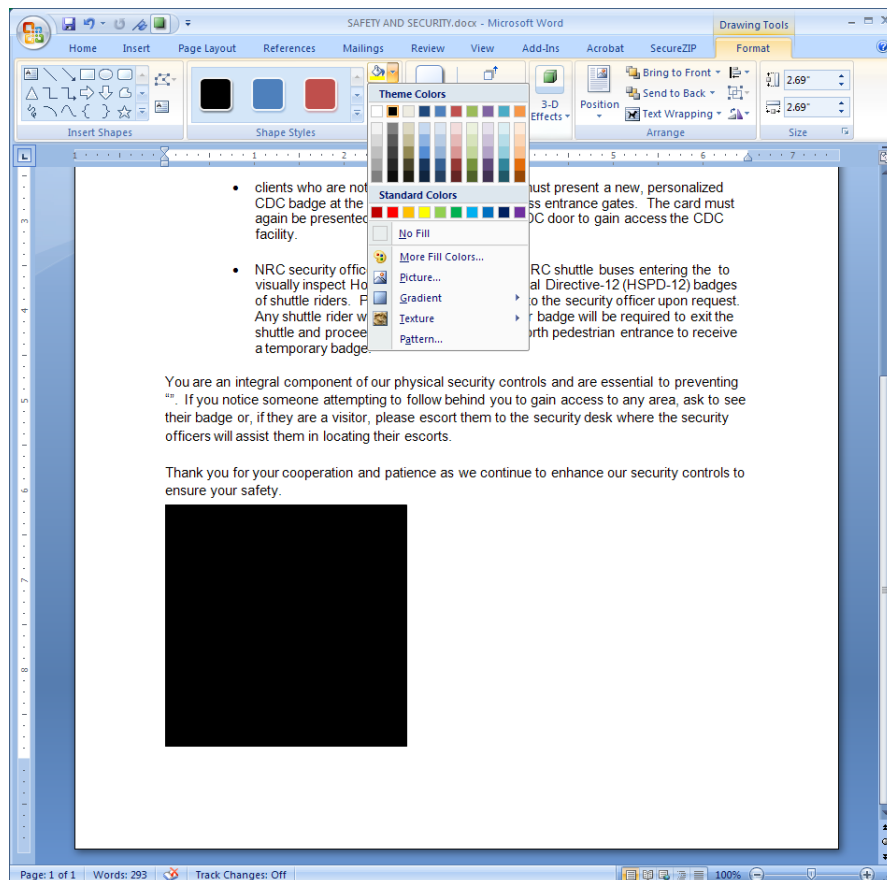 SAFETY AND SECURITY.docx - Microsoft Word
Drawing Tools
Home Insert Page Layout References Mailings Review View Add-Ins Acrobat SecureZIP Format
Bring to Front
Send to Back
Text Wrapping
3-D Effects
Position
2.69"
2.69"
Insert Shapes
Shape Styles
Arrange
Size
Theme Colors
Standard Colors
No Fill
More Fill Colors...
Picture...
Gradient
Texture
Pattern...
1 2 5 6 7
3
4
5
6
7
8
• clients who are not must present a new, personalized
CDC badge at the entrance gates. The card must
again be presented door to gain access the CDC
facility.
• NRC security shuttle buses entering the to
visually inspect Directive-12 (HSPD-12) badges
of shuttle riders. to the security officer upon request.
Any shuttle rider badge will be required to exit the
shuttle and pedestrian entrance to receive
a temporary badge.
You are an integral component of our physical security controls and are essential to preventing
“”. If you notice someone attempting to follow behind you to gain access to any area, ask to see
their badge or, if they are a visitor, please escort them to the security desk where the security
officers will assist them in locating their escorts.
Thank you for your cooperation and patience as we continue to enhance our security controls to
ensure your safety.
Page: 1 of 1 Words: 293 Track Changes: Off 100%